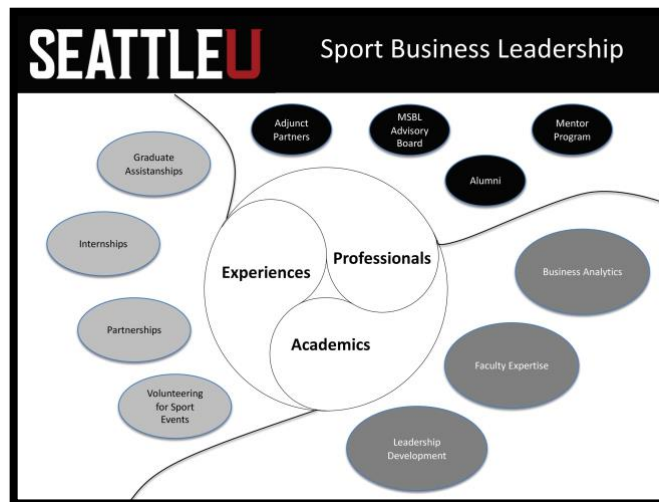 SEATTLEU
Sport Business Leadership
Adjunct
Partners
MSBL
Advisory
Board
Mentor
Program
Alumni
Graduate
Assistanships
Internships
Partnerships
Volunteering
for Sport
Events
Experiences
Professionals
Academics
Business Analytics
Faculty Expertise
Leadership
Development